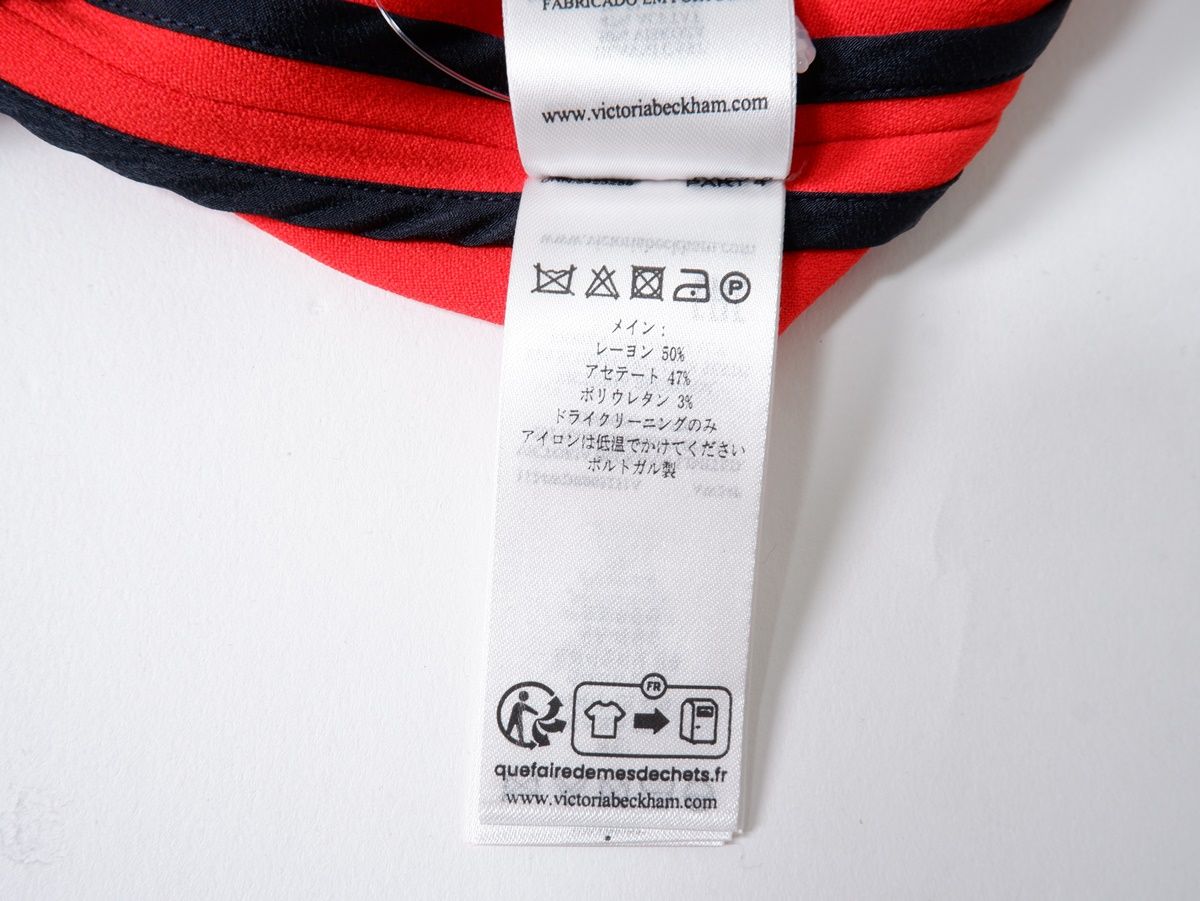 www.victoriabeckham.com
PART 4
P
メイン :
レーヨン 50%
アセテート 47%
ポリウレタン 3%
ドライクリーニングのみ
アイロンは低温でかけてください
ポルトガル製
FR
quefairedemesdechets.fr
www.victoriabeckham.com